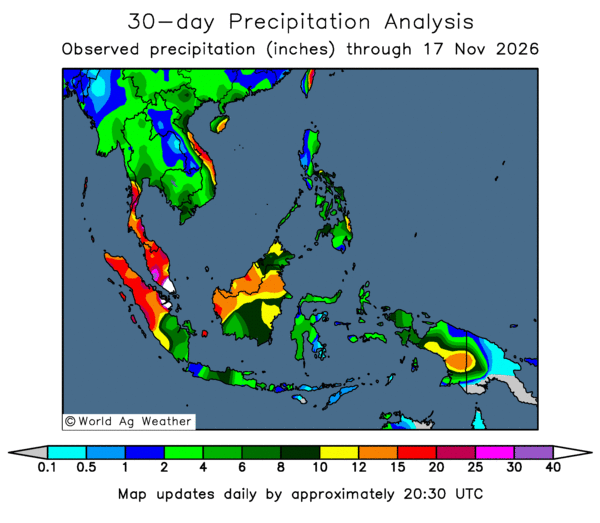 30-day Precipitation Analysis
Observed precipitation (inches) through 17 Nov 2026
©World Ag Weather
0.1 0.5 1 2 4 6 8 10 12 15 20 25 30 40
Map updates daily by approximately 20:30 UTC